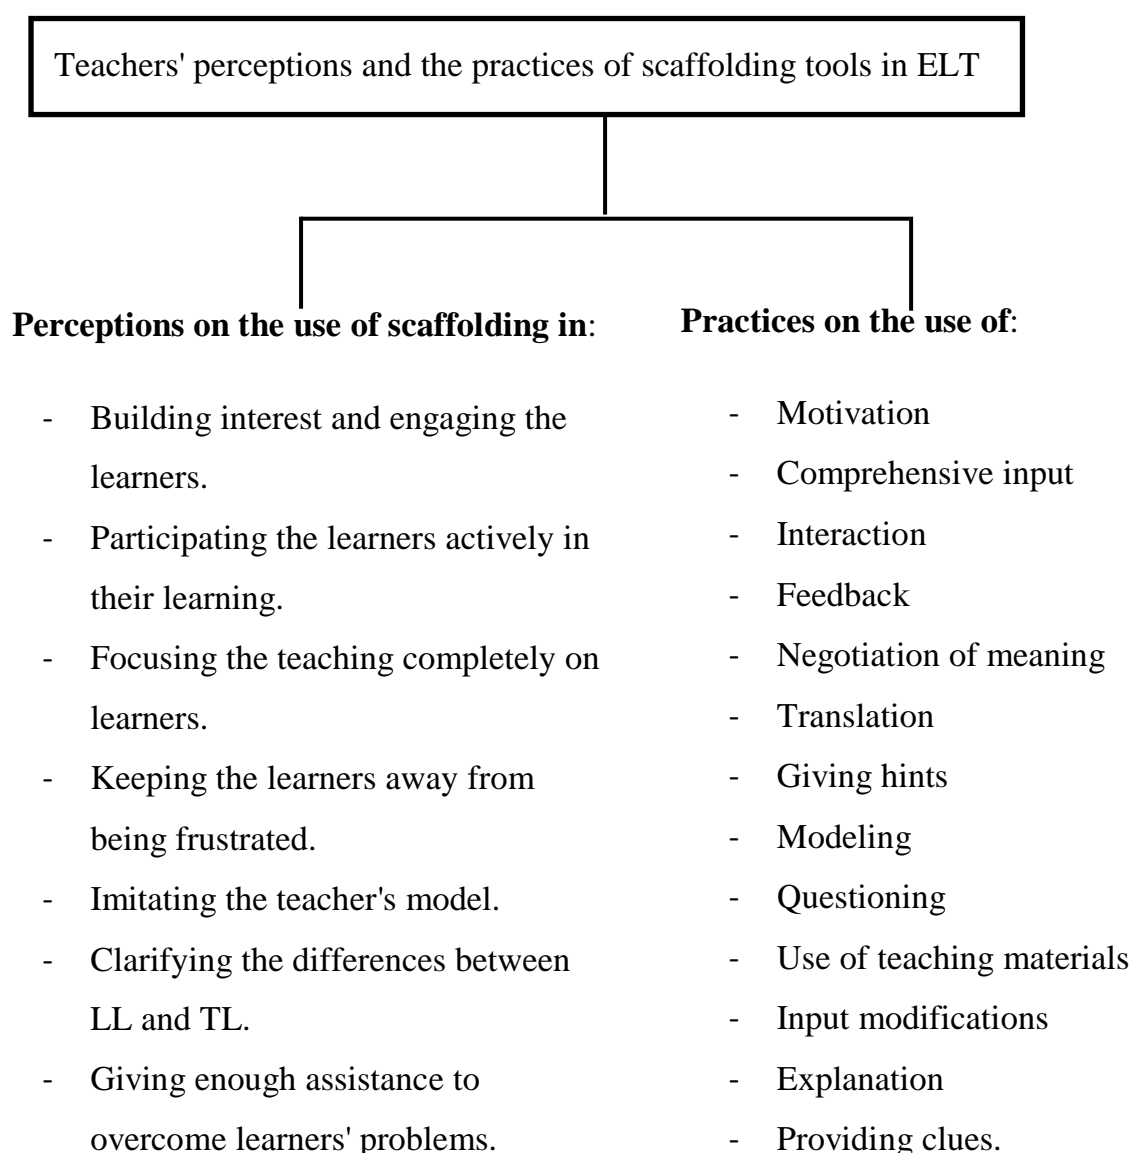 Teachers' perceptions and the practices of scaffolding tools in ELT
Perceptions on the use of scaffolding in:
- Building interest and engaging the
learners.
- Participating the learners actively in
their learning.
- Focusing the teaching completely on
learners.
- Keeping the learners away from
being frustrated.
- Imitating the teacher's model.
- Clarifying the differences between
LL and TL.
- Giving enough assistance to
overcome learners' problems.
Practices on the use of:
- Motivation
- Comprehensive input
- Interaction
- Feedback
- Negotiation of meaning
- Translation
- Giving hints
- Modeling
- Questioning
- Use of teaching materials
- Input modifications
- Explanation
- Providing clues.